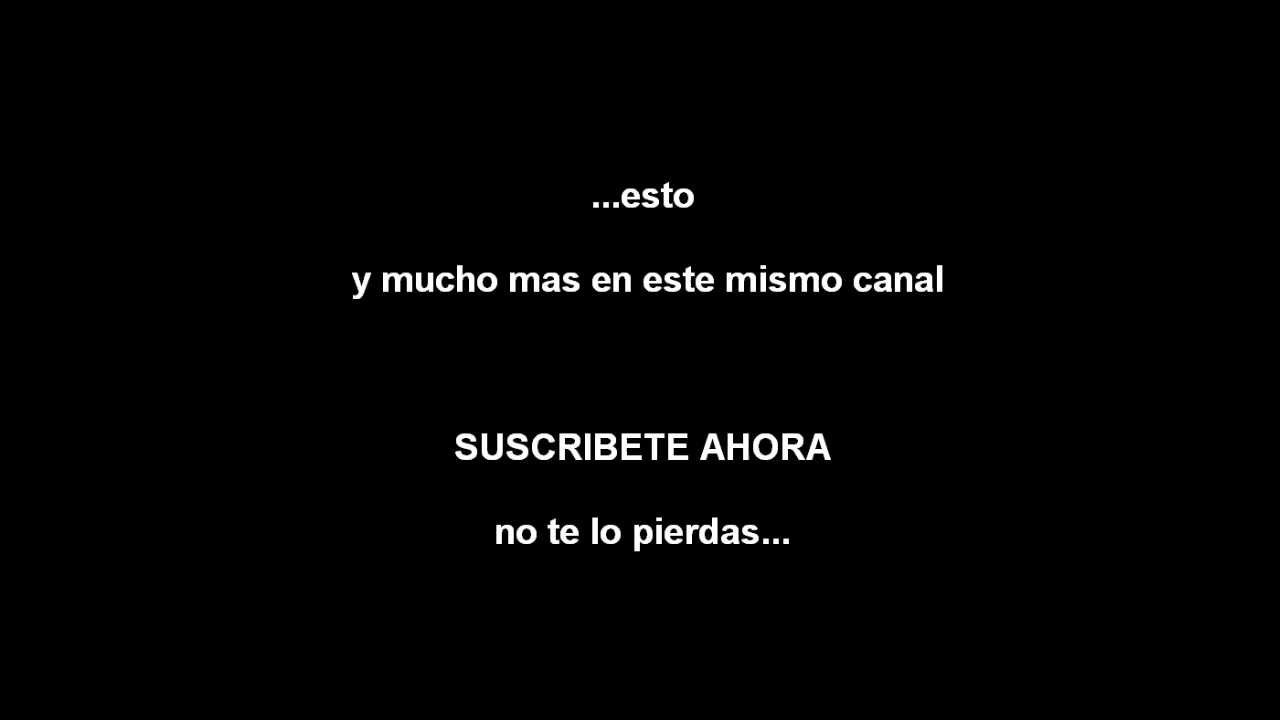 ...esto
y mucho mas en este mismo canal
SUSCRIBETE AHORA
no te lo pierdas...